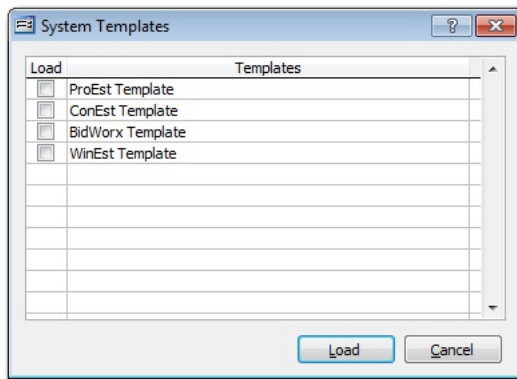 System Templates
?
Load Templates
ProEst Template
ConEst Template
BidWorx Template
WinEst Template
Load Cancel